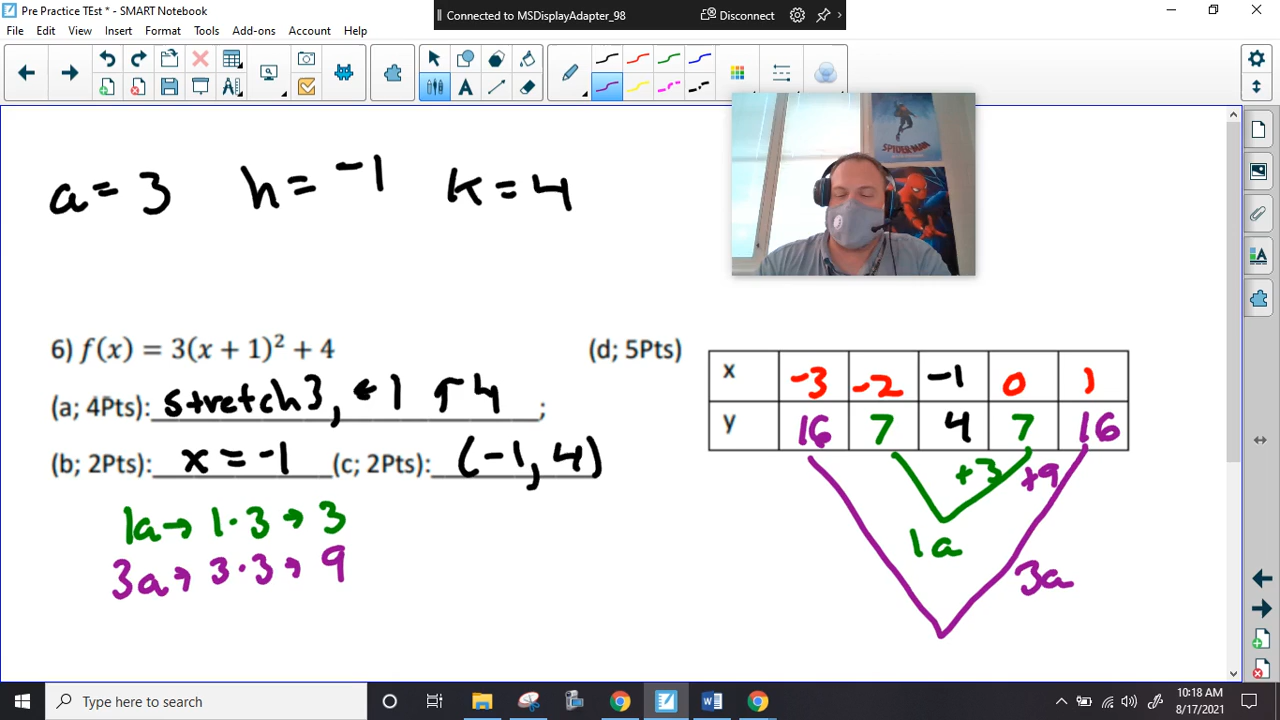 Pre Practice TEst * - SMART Notebook
Connected to MSDisplayAdapter_98
Disconnect
File Edit View Insert Format Tools Add-ons Account Help
SPIDER-MAN
a = 3 h = -1 k = 4
6) f(x) = 3(x + 1)² + 4 (d; 5Pts)
(a; 4Pts): stretch 3, ← 1 ↑ 4 ;
(b; 2Pts): x = -1 (c; 2Pts): (-1, 4)
1a → 1 · 3 → 3
3a → 3 · 3 → 9
x -3 -2 -1 0 1
y 16 7 4 7 16
+3 +9
1a
3a
Type here to search
10:18 AM
8/17/2021